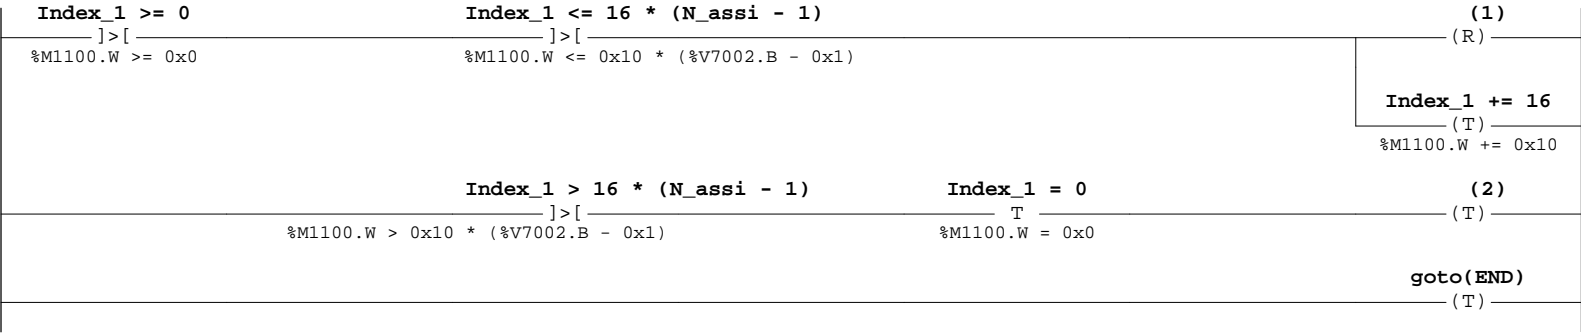 Index_1 >= 0 Index_1 <= 16 * (N_assi - 1) (1)
]>[ ]>[ (R)
%M1100.W >= 0x0 %M1100.W <= 0x10 * (%V7002.B - 0x1)
Index_1 += 16
(T)
%M1100.W += 0x10
Index_1 > 16 * (N_assi - 1) Index_1 = 0 (2)
]>[ T (T)
%M1100.W > 0x10 * (%V7002.B - 0x1) %M1100.W = 0x0
goto(END)
(T)